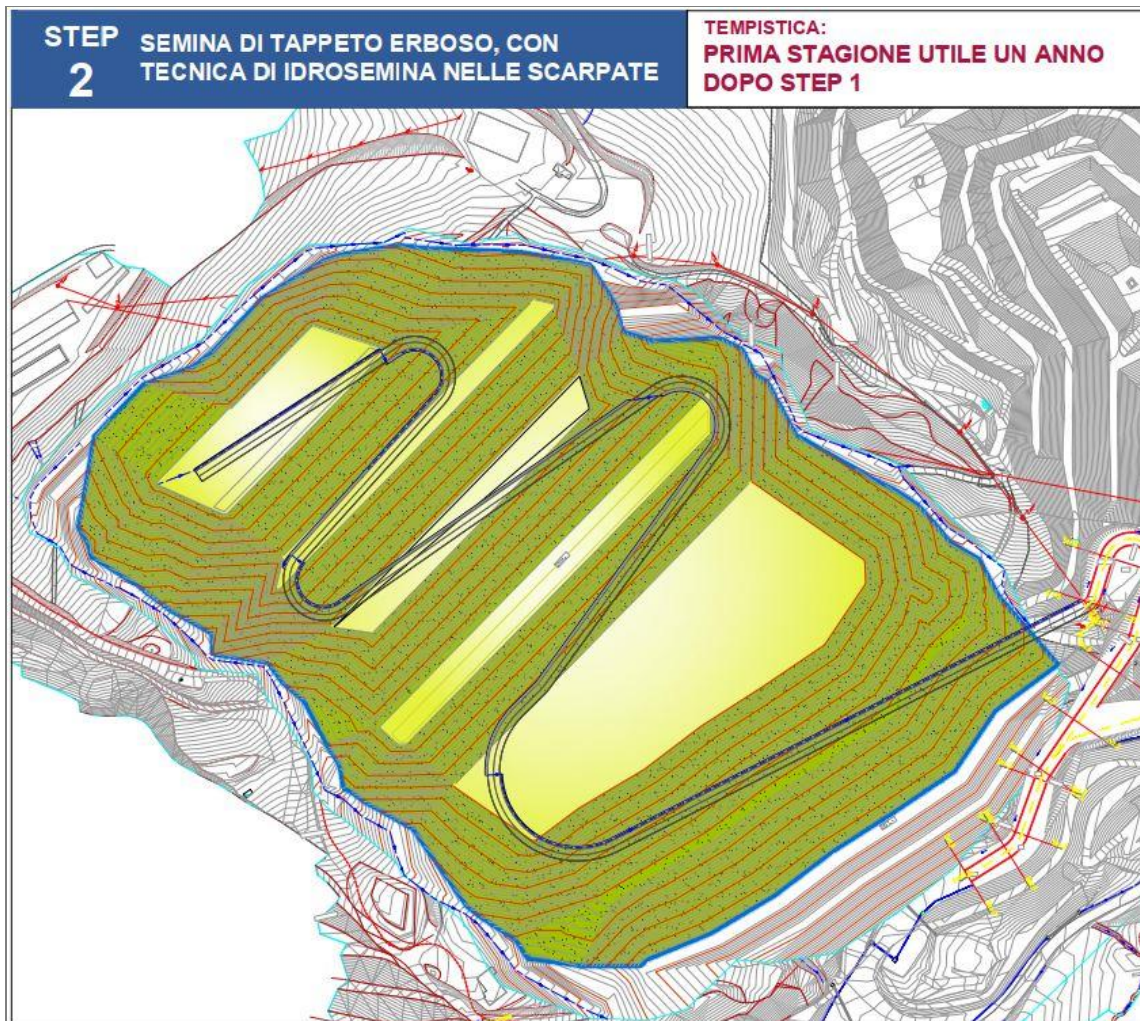 STEP
2
SEMINA DI TAPPETO ERBOSO, CON
TECNICA DI IDROSEMINA NELLE SCARPATE
TEMPISTICA:
PRIMA STAGIONE UTILE UN ANNO
DOPO STEP 1